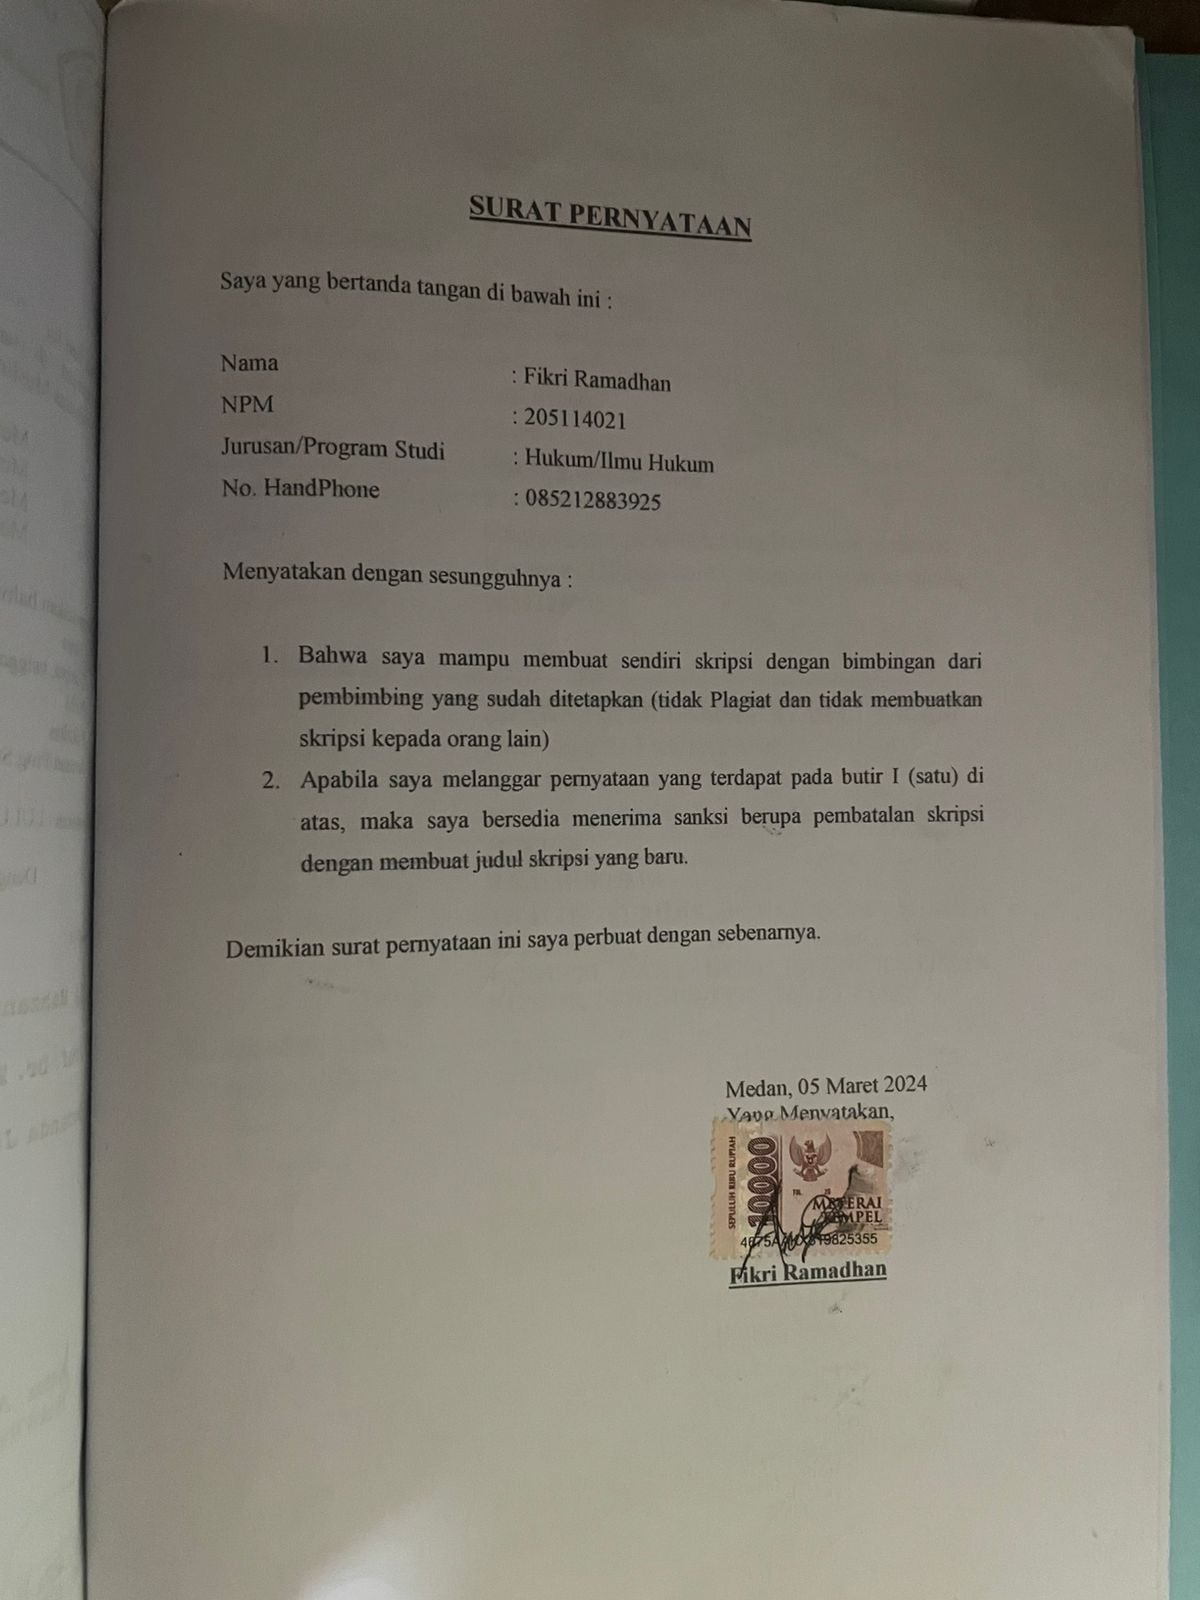 SURAT PERNYATAAN
Saya yang bertanda tangan di bawah ini :
Nama : Fikri Ramadhan
NPM : 205114021
Jurusan/Program Studi : Hukum/Ilmu Hukum
No. HandPhone : 085212883925
Menyatakan dengan sesungguhnya :
1. Bahwa saya mampu membuat sendiri skripsi dengan bimbingan dari
pembimbing yang sudah ditetapkan (tidak Plagiat dan tidak membuatkan
skripsi kepada orang lain)
2. Apabila saya melanggar pernyataan yang terdapat pada butir I (satu) di
atas, maka saya bersedia menerima sanksi berupa pembatalan skripsi
dengan membuat judul skripsi yang baru.
Demikian surat pernyataan ini saya perbuat dengan sebenarnya.
Medan, 05 Maret 2024
Yang Menyatakan,
SEPULUH RIBU RUPIAH
10000
TGL. 20
METERAI
TEMPEL
Fikri Ramadhan